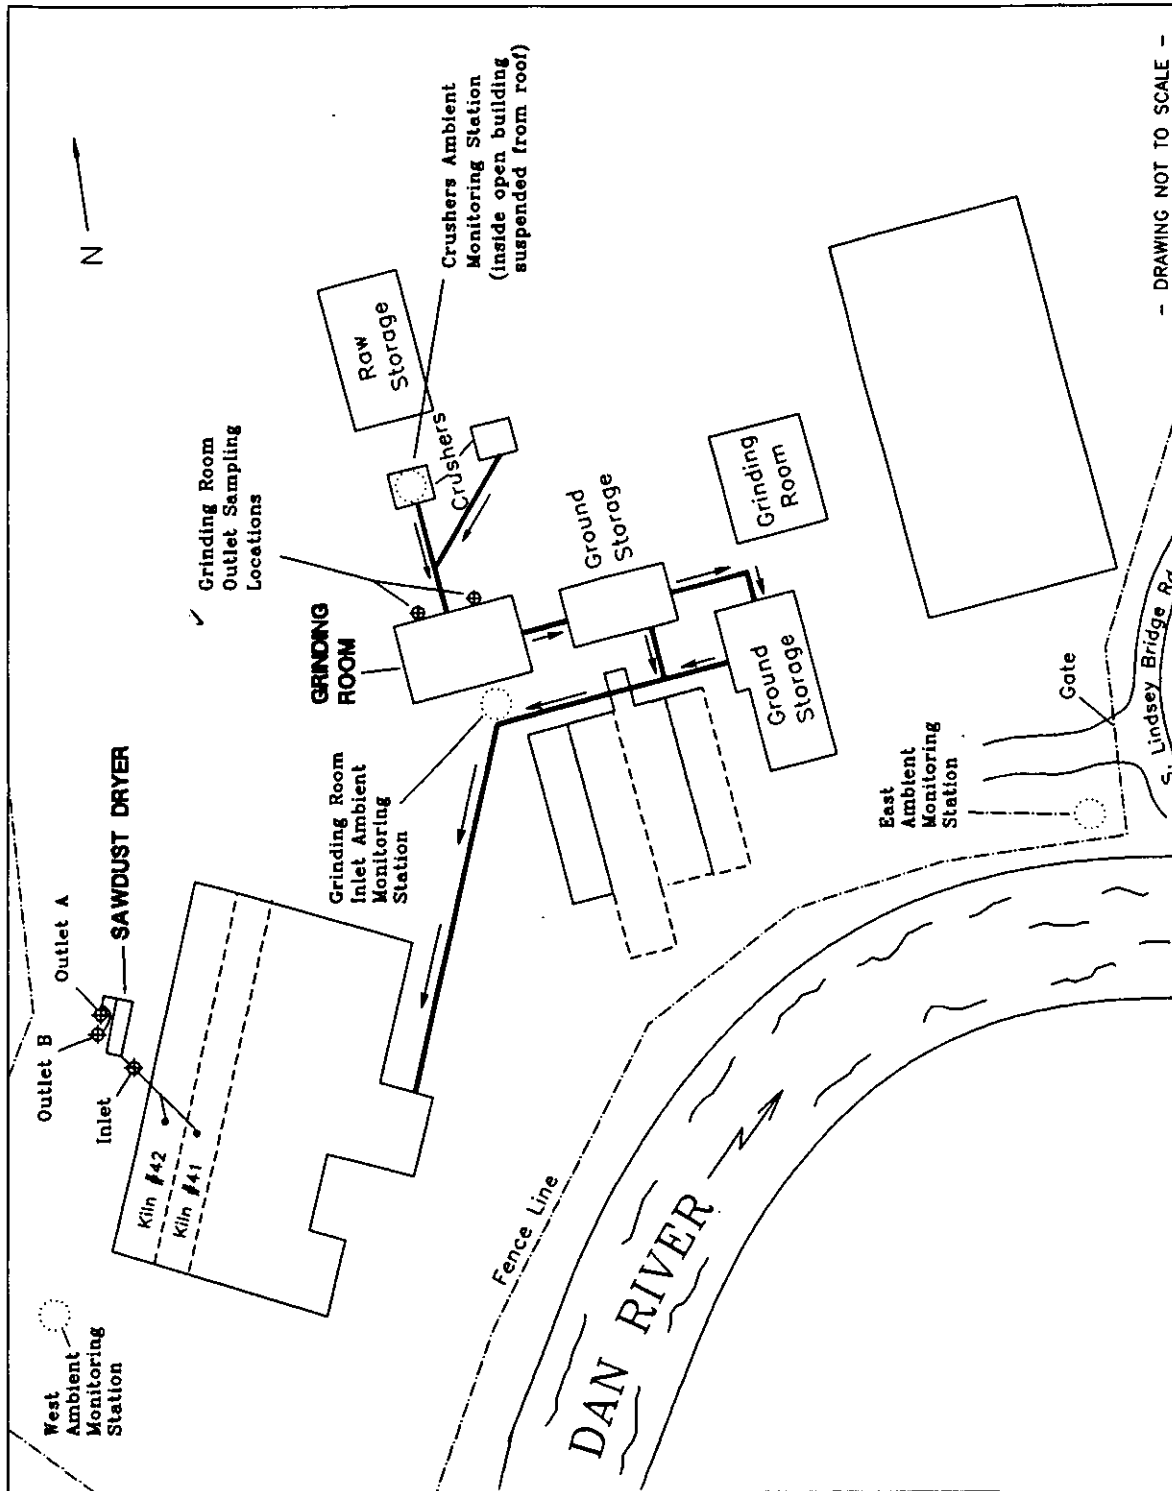 N
Crushers Ambient
Monitoring Station
(inside open building
suspended from roof)
Raw
Storage
Crushers
Grinding Room
Outlet Sampling
Locations
GRINDING
ROOM
Ground
Storage
Grinding
Room
Ground
Storage
Grinding Room
Inlet Ambient
Monitoring
Station
SAWDUST DRYER
Outlet A
Outlet B
Inlet
Kiln #42
Kiln #41
West
Ambient
Monitoring
Station
East
Ambient
Monitoring
Station
Gate
S. Lindsey Bridge Rd
Fence Line
DAN RIVER
- DRAWING NOT TO SCALE -